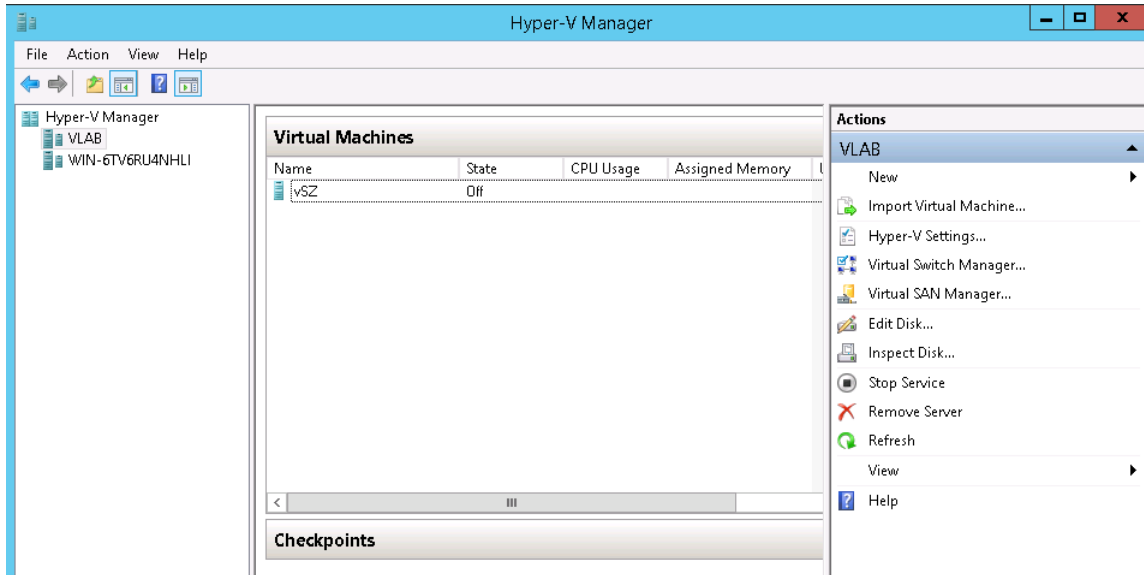 Hyper-V Manager
File Action View Help
Hyper-V Manager
VLAB
WIN-6TV6RU4NHLI
Virtual Machines
Name State CPU Usage Assigned Memory
vSZ Off
Checkpoints
Actions
VLAB
New
Import Virtual Machine...
Hyper-V Settings...
Virtual Switch Manager...
Virtual SAN Manager...
Edit Disk...
Inspect Disk...
Stop Service
Remove Server
Refresh
View
Help